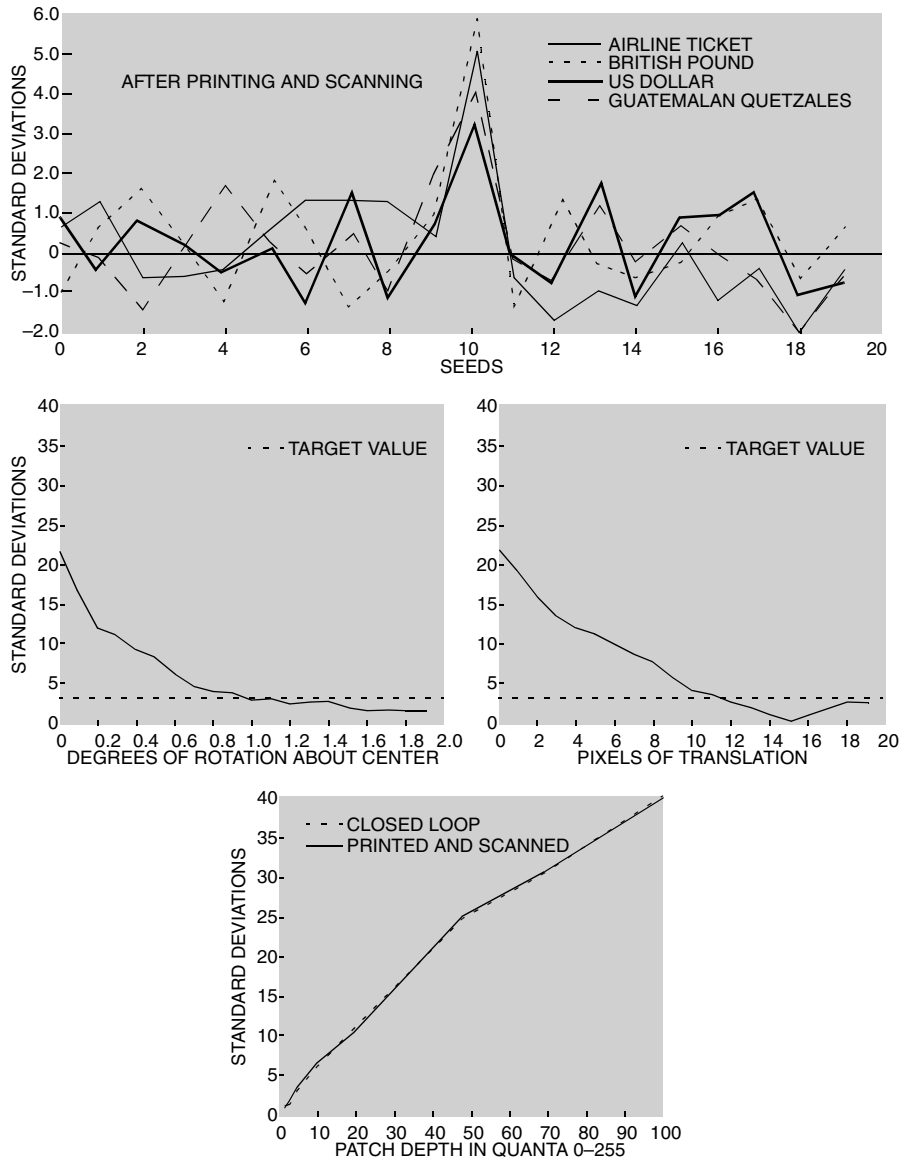 6.0
5.0
4.0
3.0
2.0
1.0
0
–1.0
–2.0
STANDARD DEVIATIONS
AFTER PRINTING AND SCANNING
AIRLINE TICKET
BRITISH POUND
US DOLLAR
GUATEMALAN QUETZALES
0 2 4 6 8 10 12 14 16 18 20
SEEDS
40
35
30
25
20
15
10
5
0
STANDARD DEVIATIONS
TARGET VALUE
0 0.2 0.4 0.6 0.8 1.0 1.2 1.4 1.6 1.8 2.0
DEGREES OF ROTATION ABOUT CENTER
40
35
30
25
20
15
10
5
0
TARGET VALUE
0 2 4 6 8 10 12 14 16 18 20
PIXELS OF TRANSLATION
40
35
30
25
20
15
10
5
0
STANDARD DEVIATIONS
CLOSED LOOP
PRINTED AND SCANNED
0 10 20 30 40 50 60 70 80 90 100
PATCH DEPTH IN QUANTA 0–255